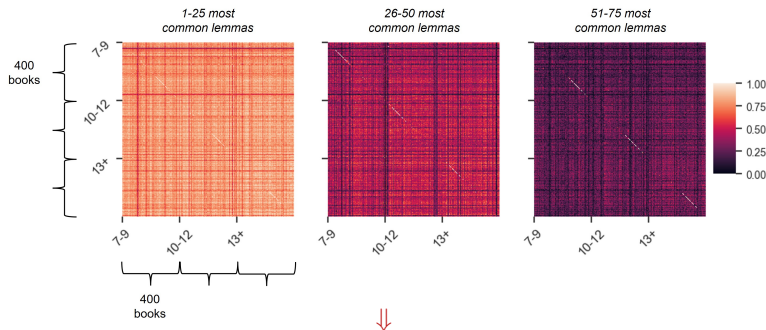 1-25 most
common lemmas
26-50 most
common lemmas
51-75 most
common lemmas
400
books
7-9
10-12
13+
7-9
10-12
13+
7-9
10-12
13+
7-9
10-12
13+
1.00
0.75
0.50
0.25
0.00
400
books